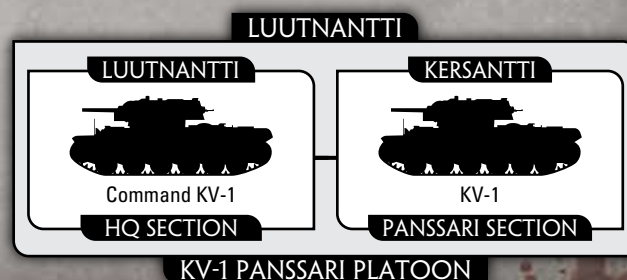 LUUTNANTTI
LUUTNANTTI KERSANTTI
Command KV-1 KV-1
HQ SECTION PANSSARI SECTION
KV-1 PANSSARI PLATOON